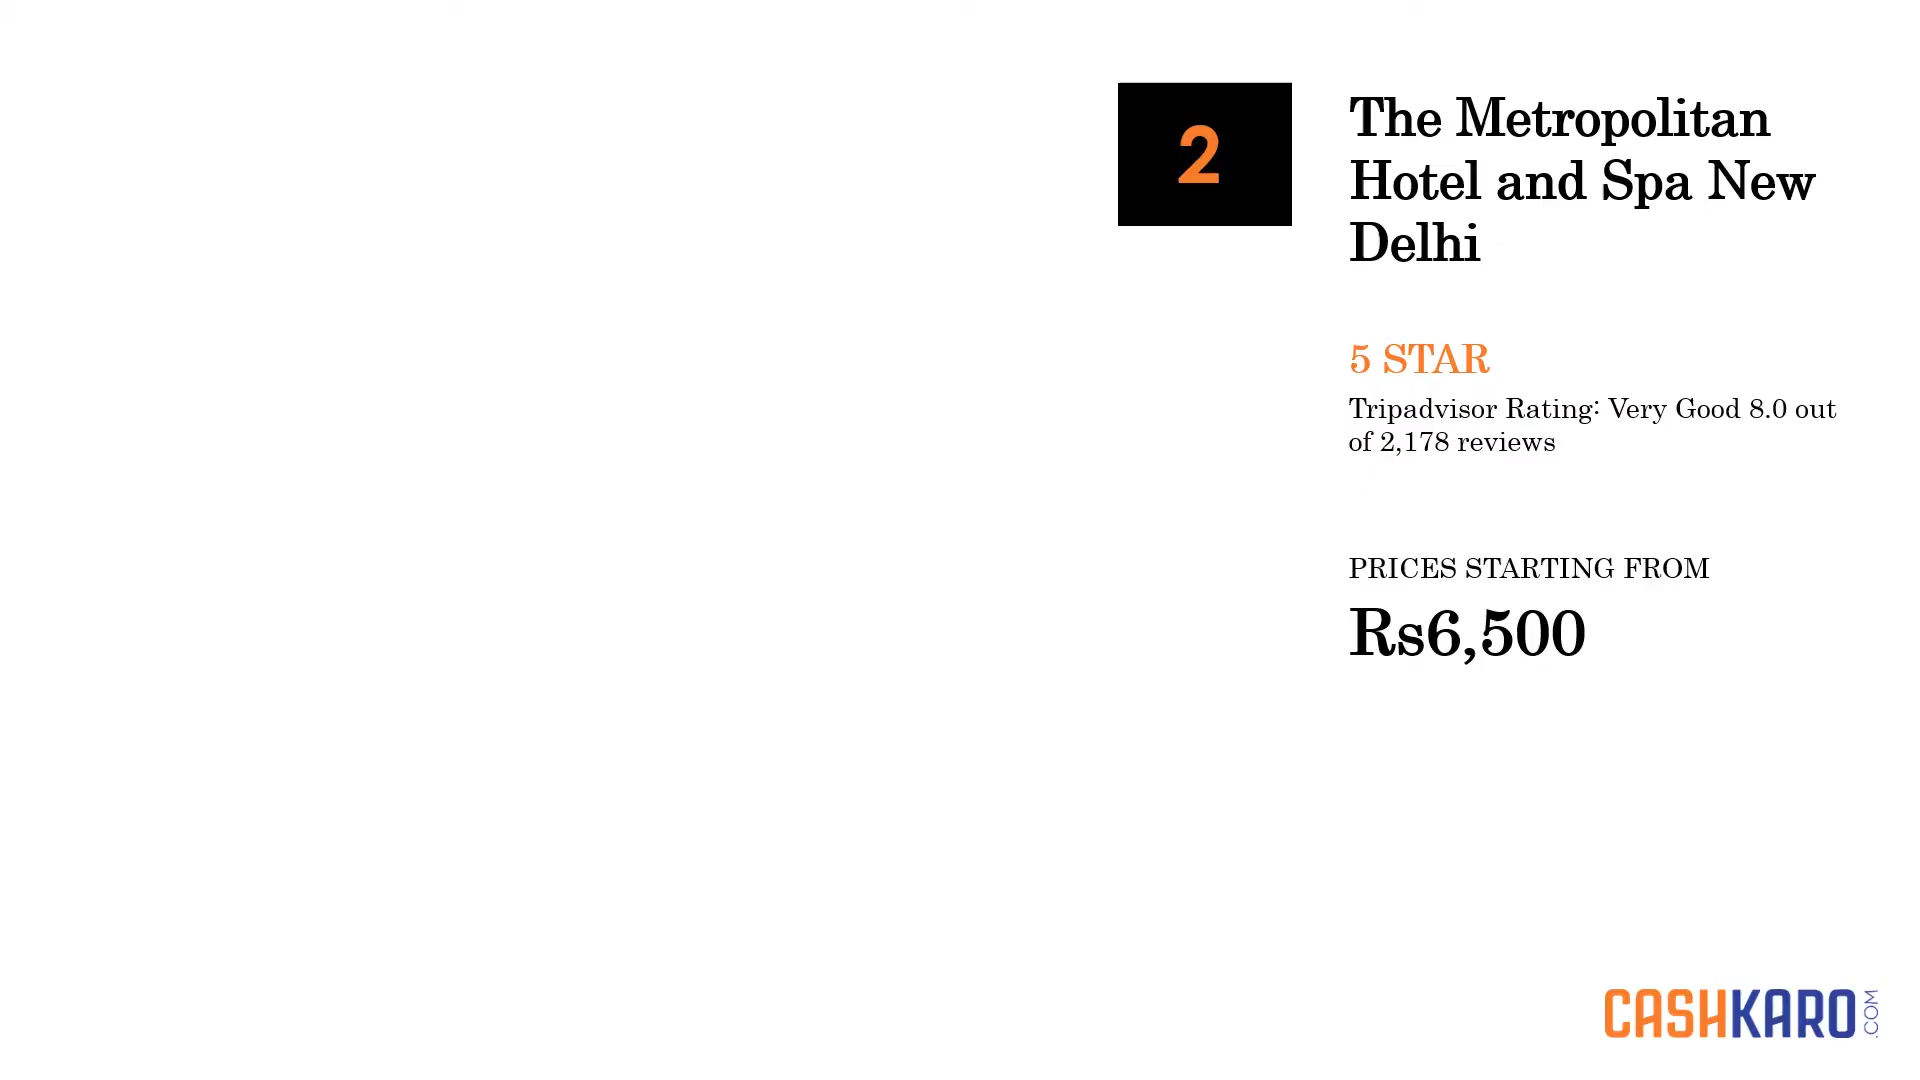 2
The Metropolitan
Hotel and Spa New
Delhi
5 STAR
Tripadvisor Rating: Very Good 8.0 out
of 2,178 reviews
PRICES STARTING FROM
Rs6,500
CASHKARO.COM